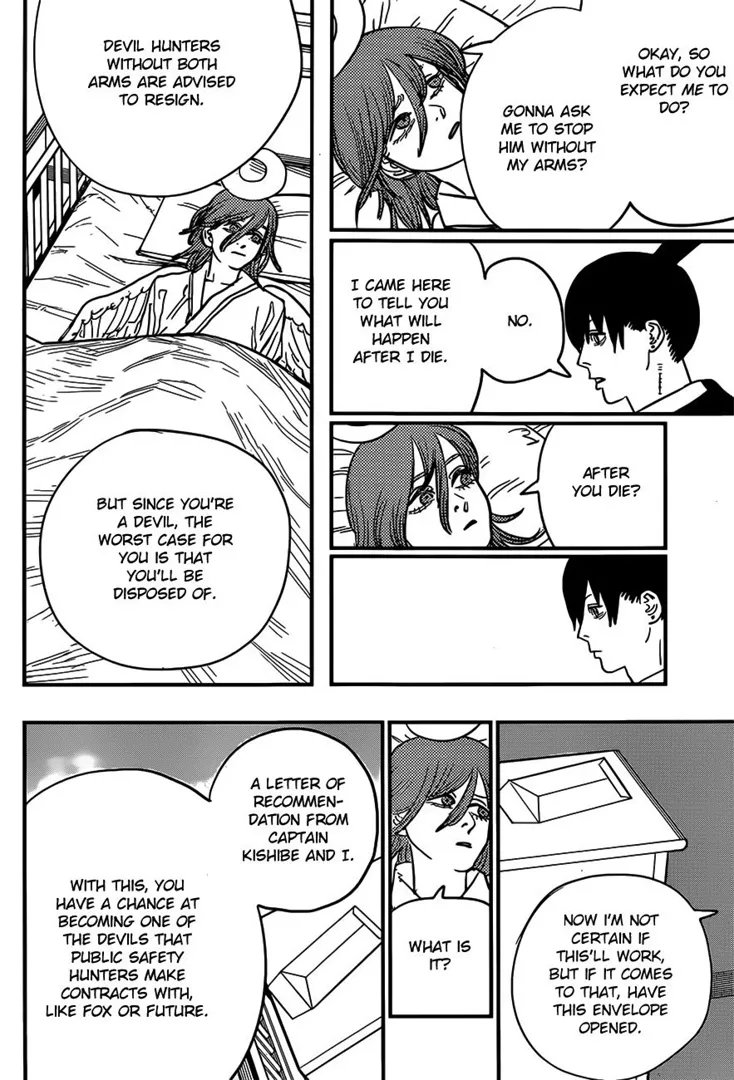 OKAY, SO
WHAT DO YOU
EXPECT ME TO
DO?
GONNA ASK
ME TO STOP
HIM WITHOUT
MY ARMS?
NO.
I CAME HERE
TO TELL YOU
WHAT WILL
HAPPEN
AFTER I DIE.
AFTER
YOU DIE?
DEVIL HUNTERS
WITHOUT BOTH
ARMS ARE ADVISED
TO RESIGN.
BUT SINCE YOU'RE
A DEVIL, THE
WORST CASE FOR
YOU IS THAT
YOU'LL BE
DISPOSED OF.
NOW I'M NOT
CERTAIN IF
THIS'LL WORK,
BUT IF IT COMES
TO THAT, HAVE
THIS ENVELOPE
OPENED.
WHAT IS
IT?
A LETTER OF
RECOMMEN-
DATION FROM
CAPTAIN
KISHIBE AND I.
WITH THIS, YOU
HAVE A CHANCE AT
BECOMING ONE OF
THE DEVILS THAT
PUBLIC SAFETY
HUNTERS MAKE
CONTRACTS WITH,
LIKE FOX OR FUTURE.